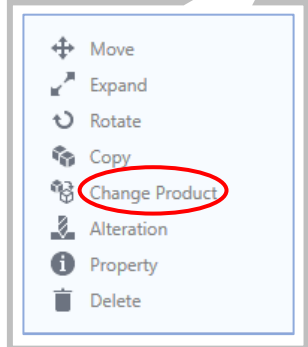 Move
Expand
Rotate
Copy
Change Product
Alteration
Property
Delete